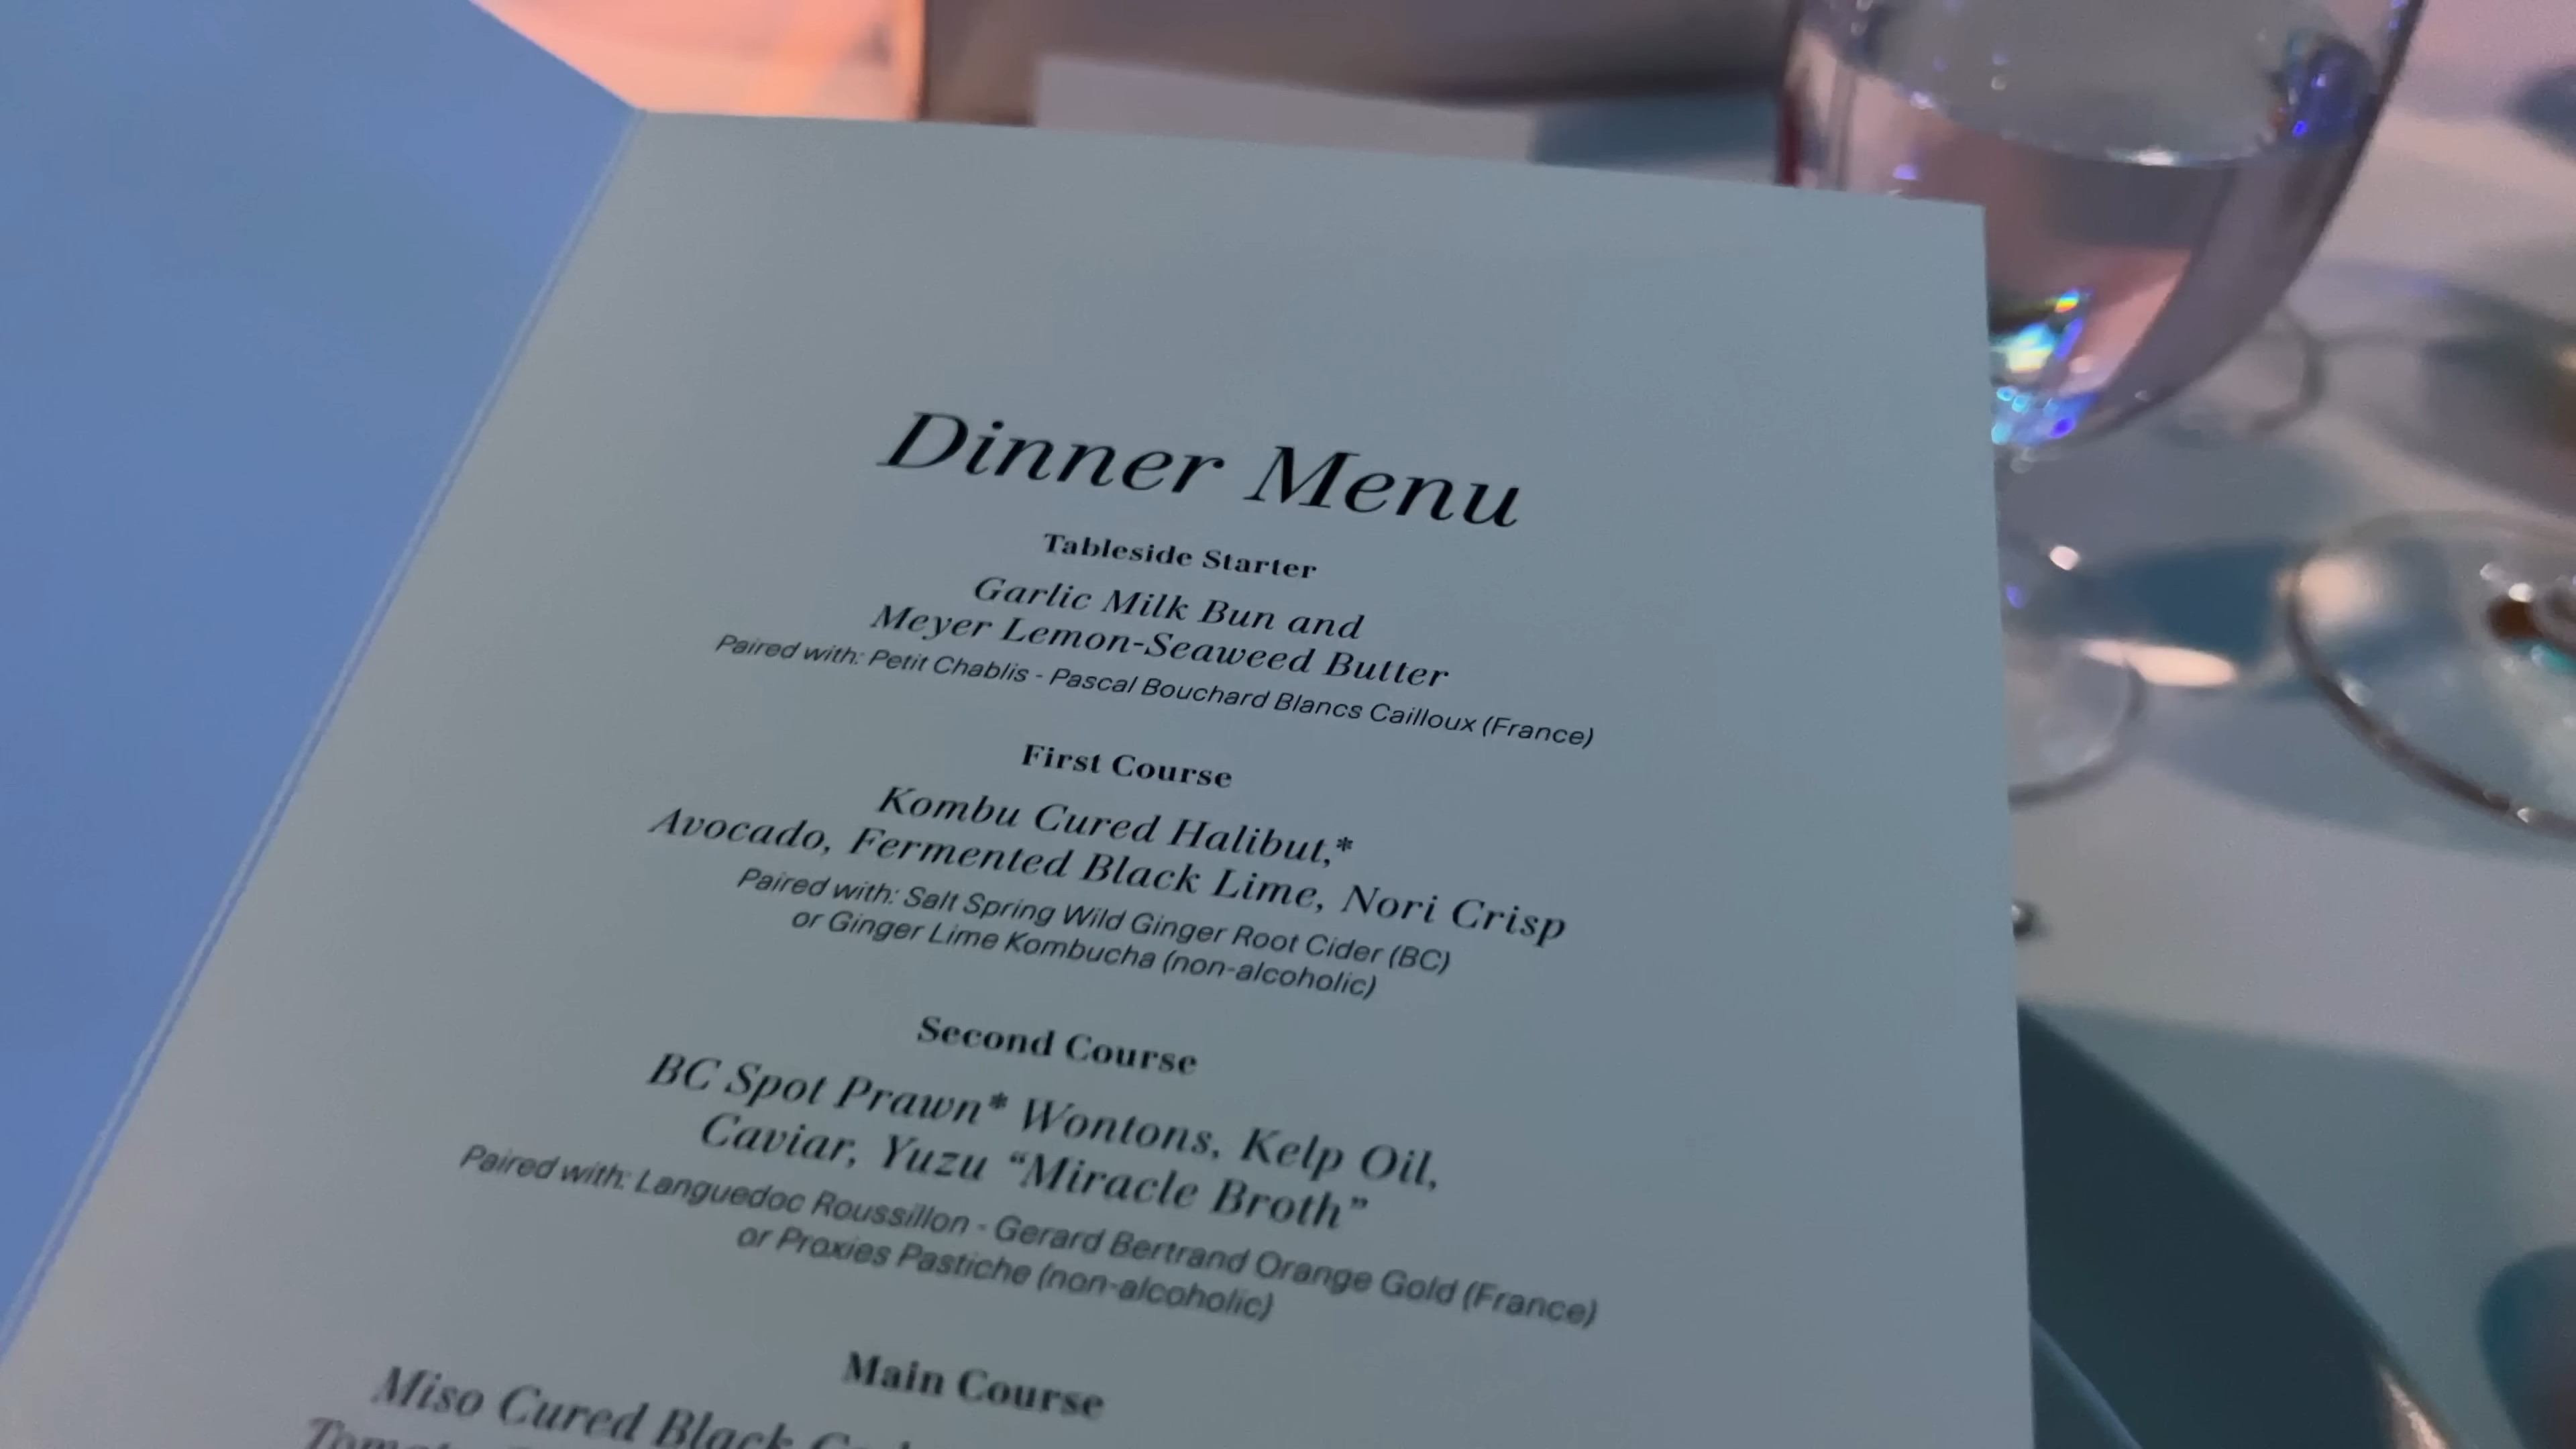 Dinner Menu
Tableside Starter
Garlic Milk Bun and
Meyer Lemon-Seaweed Butter
Paired with: Petit Chablis - Pascal Bouchard Blancs Cailloux (France)
First Course
Kombu Cured Halibut,*
Avocado, Fermented Black Lime, Nori Crisp
Paired with: Salt Spring Wild Ginger Root Cider (BC)
or Ginger Lime Kombucha (non-alcoholic)
Second Course
BC Spot Prawn* Wontons, Kelp Oil,
Caviar, Yuzu “Miracle Broth”
Paired with: Languedoc Roussillon - Gerard Bertrand Orange Gold (France)
or Proxies Pastiche (non-alcoholic)
Main Course
Miso Cured Black